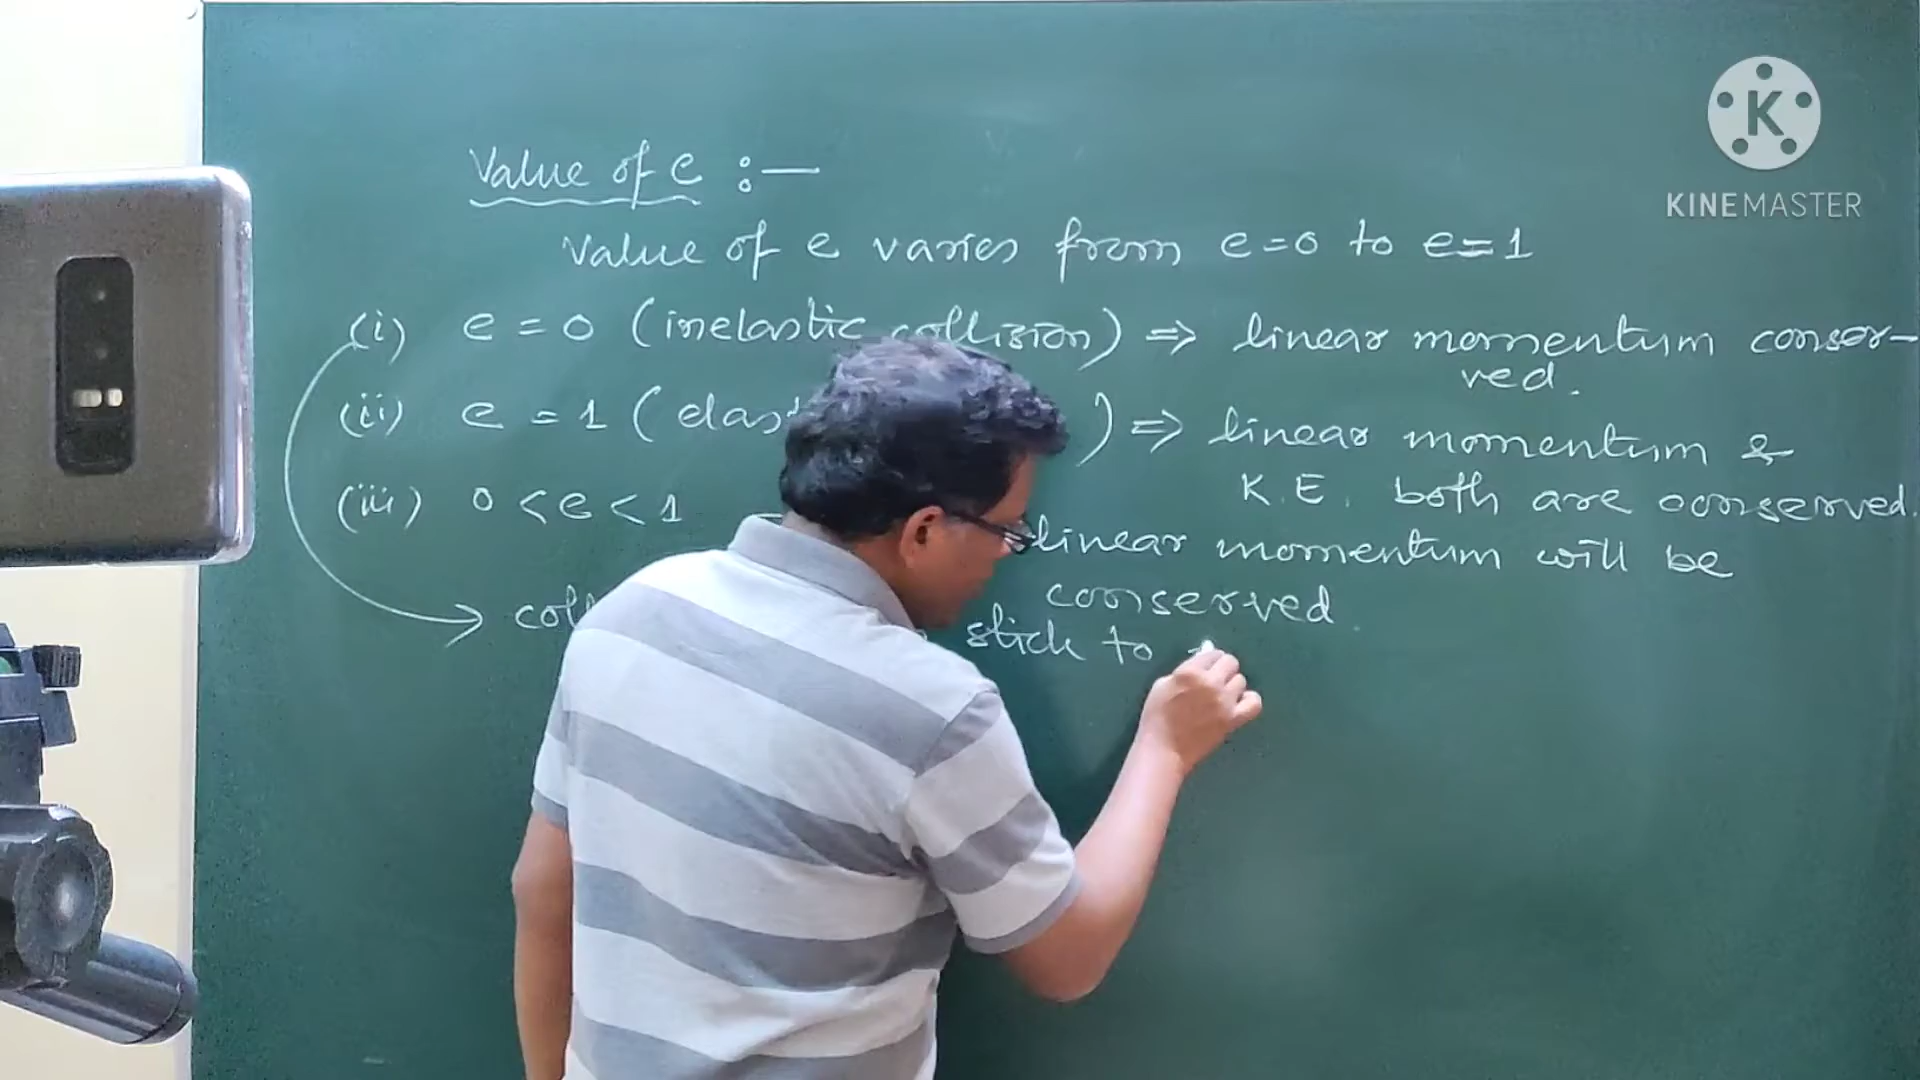 K
KINEMASTER
Value of e :—
Value of e varies from e=0 to e=1
(i) e = 0 (inelastic collision) ⇒ linear momentum conser-
ved.
(ii) e = 1 ( ) ⇒ linear momentum &
K.E. both are conserved.
(iii) 0 < e < 1 linear momentum will be
conserved.
stick to